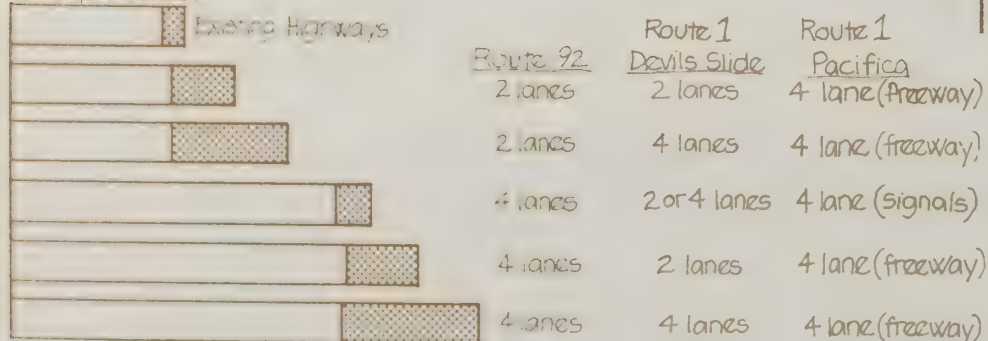 Existing Highways
Route 1 Route 1
Route 92 Devils Slide Pacifica
2 lanes 2 lanes 4 lane (freeway)
2 lanes 4 lanes 4 lane (freeway)
4 lanes 2 or 4 lanes 4 lane (signals)
4 lanes 2 lanes 4 lane (freeway)
4 lanes 4 lanes 4 lane (freeway)